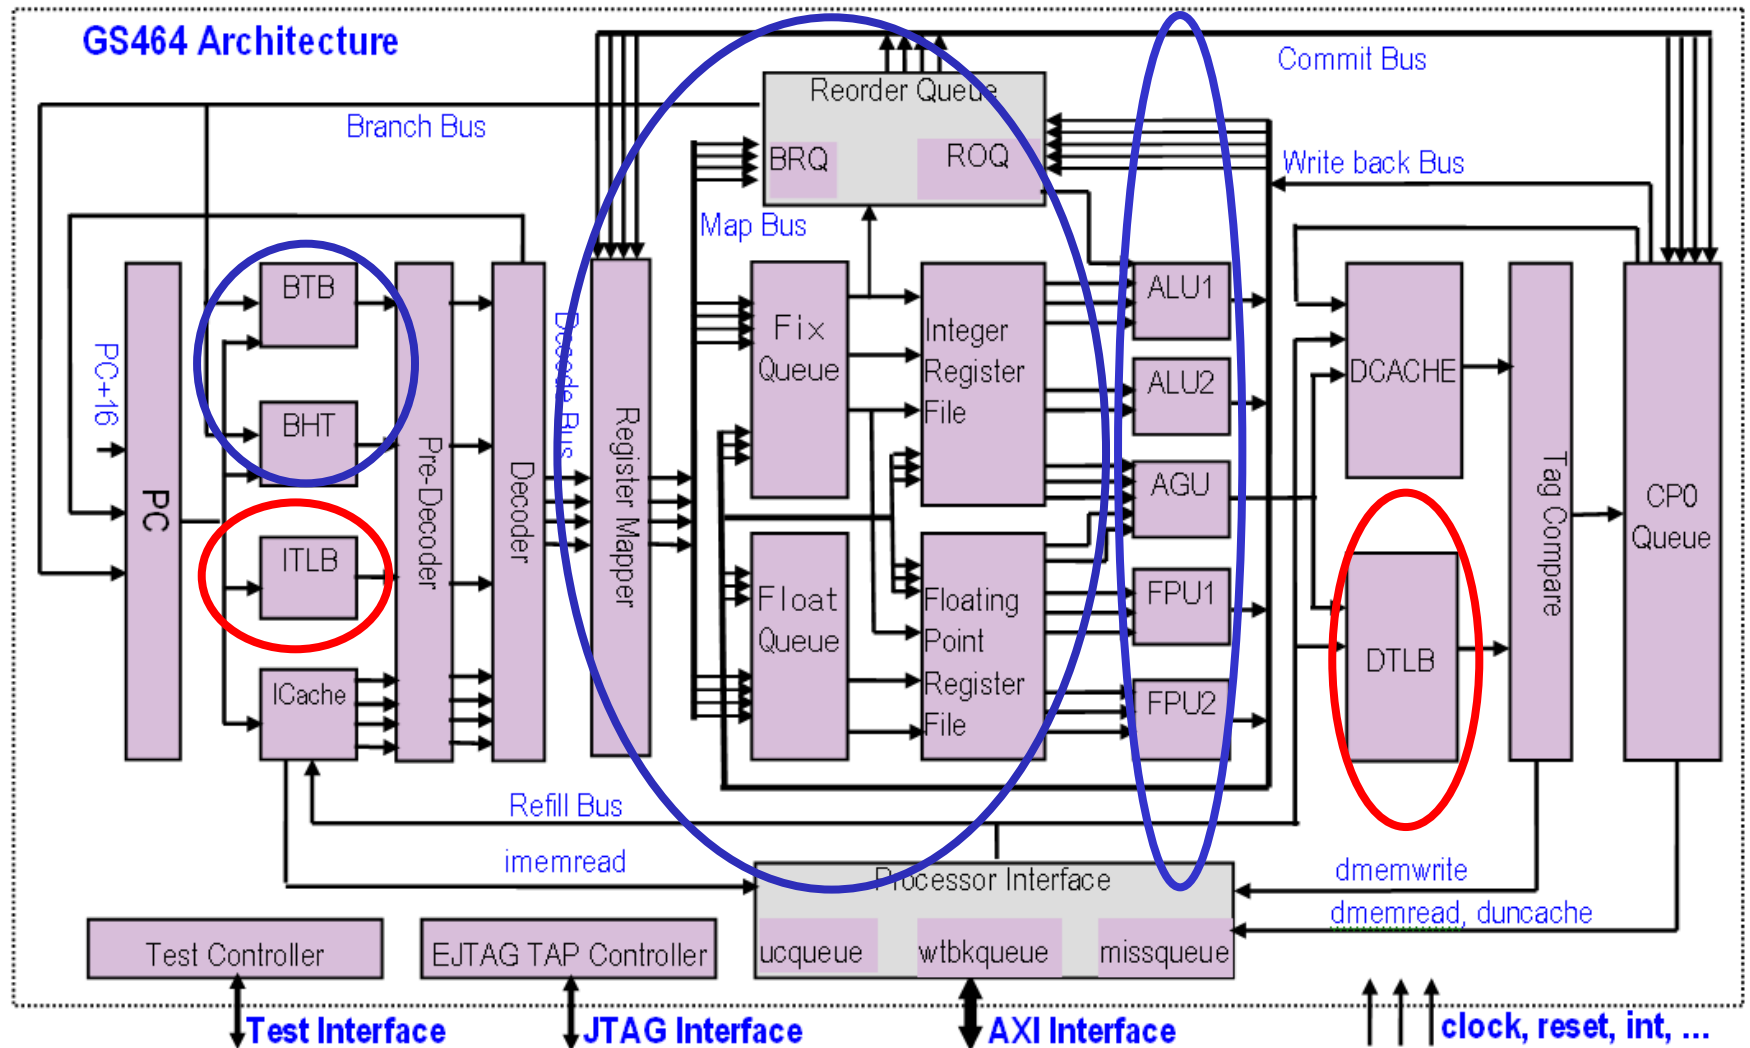 GS464 Architecture
Commit Bus
Reorder Queue
Branch Bus
BRQ
ROQ
Write back Bus
Map Bus
BTB
BHT
ITLB
ICache
PC+16
PC
Pre-Decoder
Decoder
Decode Bus
Register Mapper
Fix
Queue
Float
Queue
Integer
Register
File
Floating
Point
Register
File
ALU1
ALU2
AGU
FPU1
FPU2
DCACHE
DTLB
Tag Compare
CP0
Queue
Refill Bus
imemread
Processor Interface
dmemwrite
dmemread, duncache
ucqueue
wtbkqueue
missqueue
Test Controller
EJTAG TAP Controller
Test Interface
JTAG Interface
AXI Interface
clock, reset, int, ...